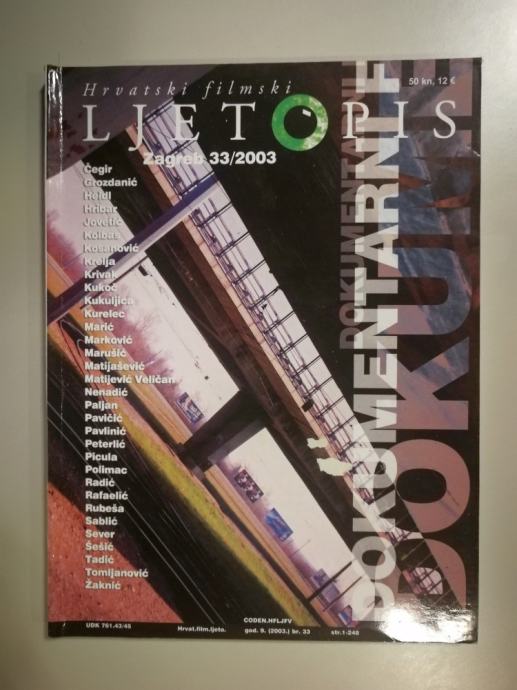 Hrvatski filmski
50 kn, 12 €
LJETOPIS
Zagreb 33/2003
Čegir
Grozdanić
Heidl
Hribar
Jovetić
Kolbas
Kosanović
Krelja
Krivak
Kukoč
Kukuljica
Kurelec
Marić
Marković
Marušić
Matijašević
Matijević Veličan
Nenadić
Paljan
Pavičić
Pavlinić
Peterlić
Picula
Polimac
Radić
Rafaelić
Rubeša
Sablić
Sever
Šešić
Tadić
Tomljanović
Žaknić
DOKUMENTARNI F
UDK 791.43/45
Hrvat.film.ljeto.
CODEN.HFLJFV
god. 9. (2003.) br. 33
str.1-248